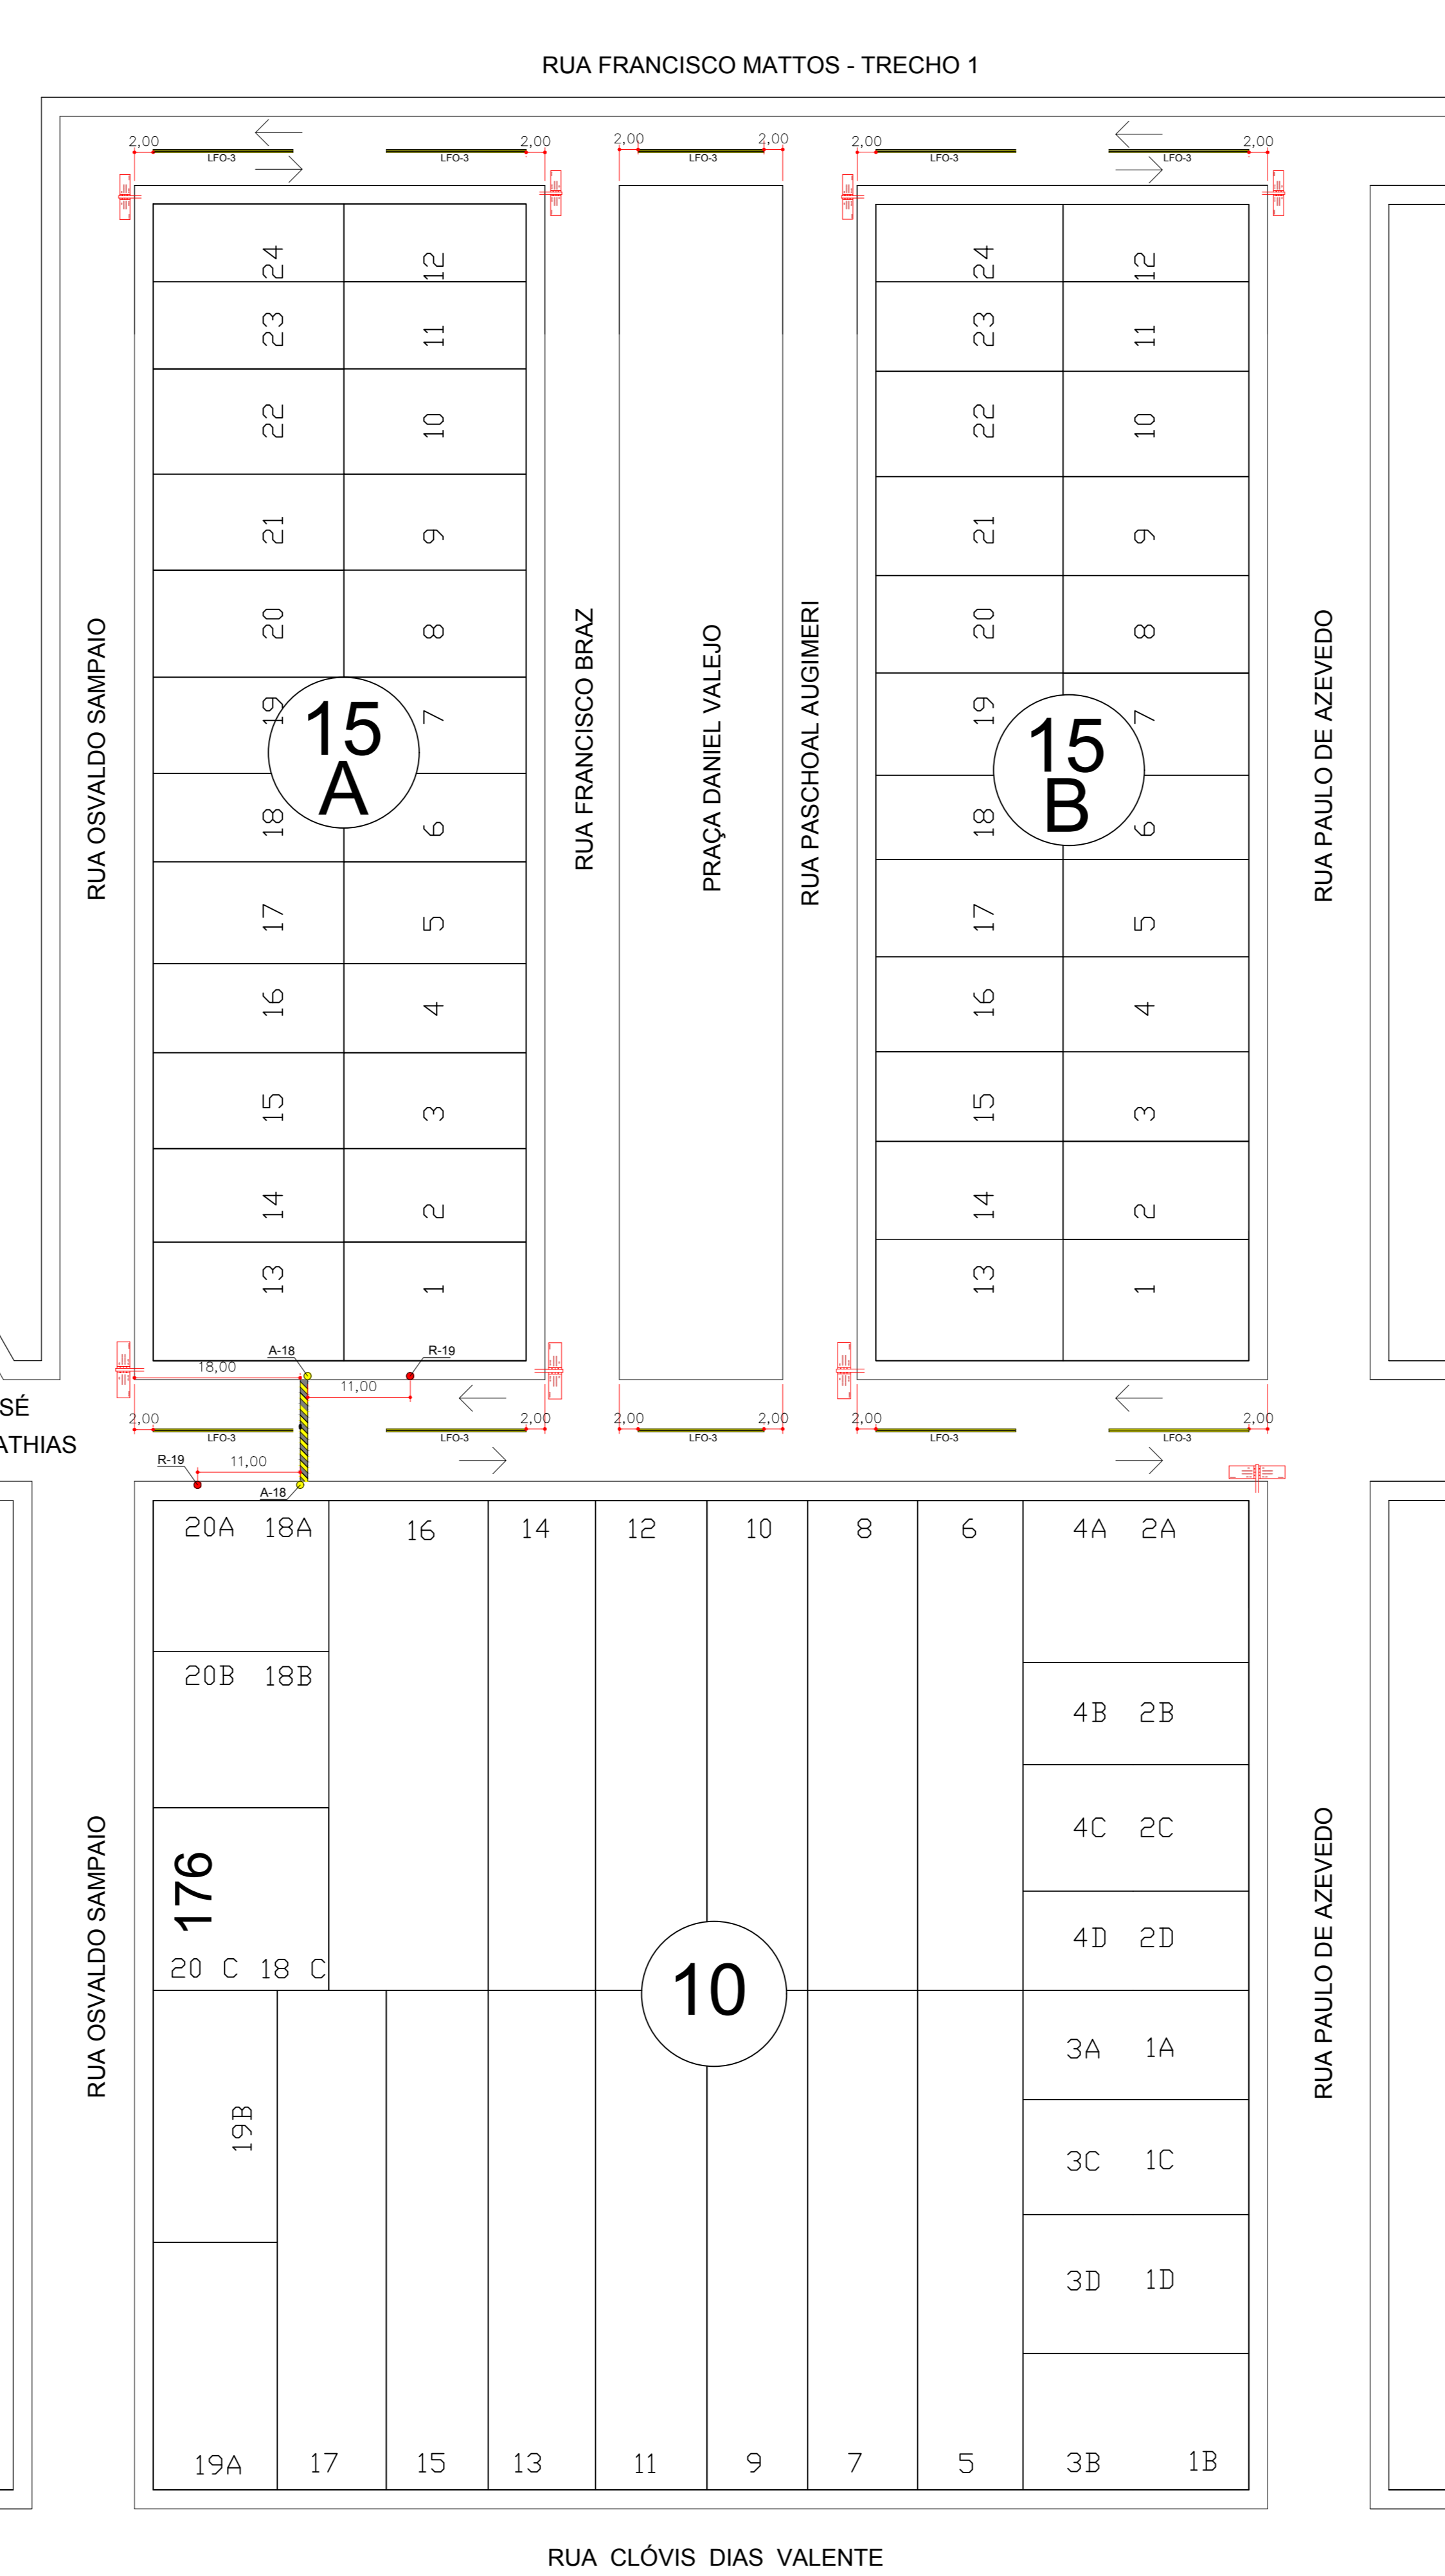 RUA FRANCISCO MATTOS - TRECHO 1
2,00 2,00 2,00 2,00 2,00 2,00
LFO-3 LFO-3 LFO-3 LFO-3 LFO-3
24 12 24 12
23 11 23 11
22 10 22 10
21 9 21 9
20 8 20 8
19 7 19 7
15 A
15 B
18 6 18 6
17 5 17 5
16 4 16 4
15 3 15 3
14 2 14 2
13 1 13 1
RUA OSVALDO SAMPAIO
RUA FRANCISCO BRAZ
PRAÇA DANIEL VALEJO
RUA PASCHOAL AUGIMERI
RUA PAULO DE AZEVEDO
18,00 A-18 R-19
11,00
SÉ
ATHIAS
2,00 2,00 2,00 2,00 2,00 2,00
LFO-3 LFO-3 LFO-3 LFO-3 LFO-3
R-19 11,00
A-18
20A 18A 16 14 12 10 8 6 4A 2A
20B 18B 4B 2B
4C 2C
176
20 C 18 C 4D 2D
10
RUA OSVALDO SAMPAIO
RUA PAULO DE AZEVEDO
3A 1A
19B 3C 1C
3D 1D
19A 17 15 13 11 9 7 5 3B 1B
RUA CLÓVIS DIAS VALENTE